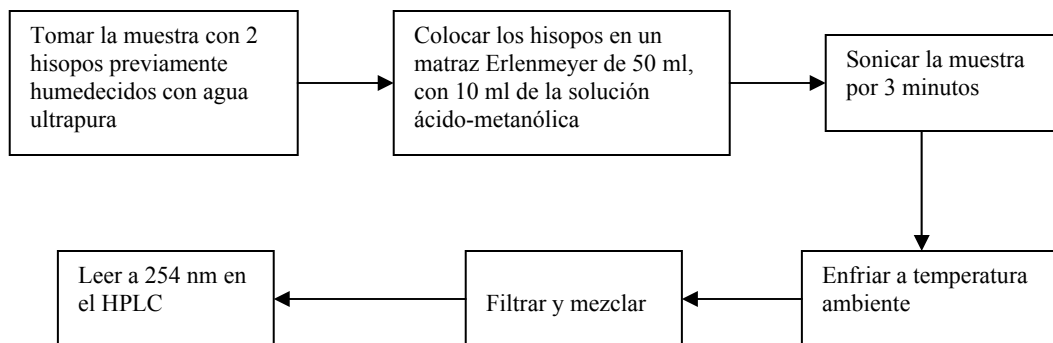 Tomar la muestra con 2
hisopos previamente
humedecidos con agua
ultrapura
Colocar los hisopos en un
matraz Erlenmeyer de 50 ml,
con 10 ml de la solución
ácido-metanólica
Sonicar la muestra
por 3 minutos
Enfriar a temperatura
ambiente
Filtrar y mezclar
Leer a 254 nm en
el HPLC